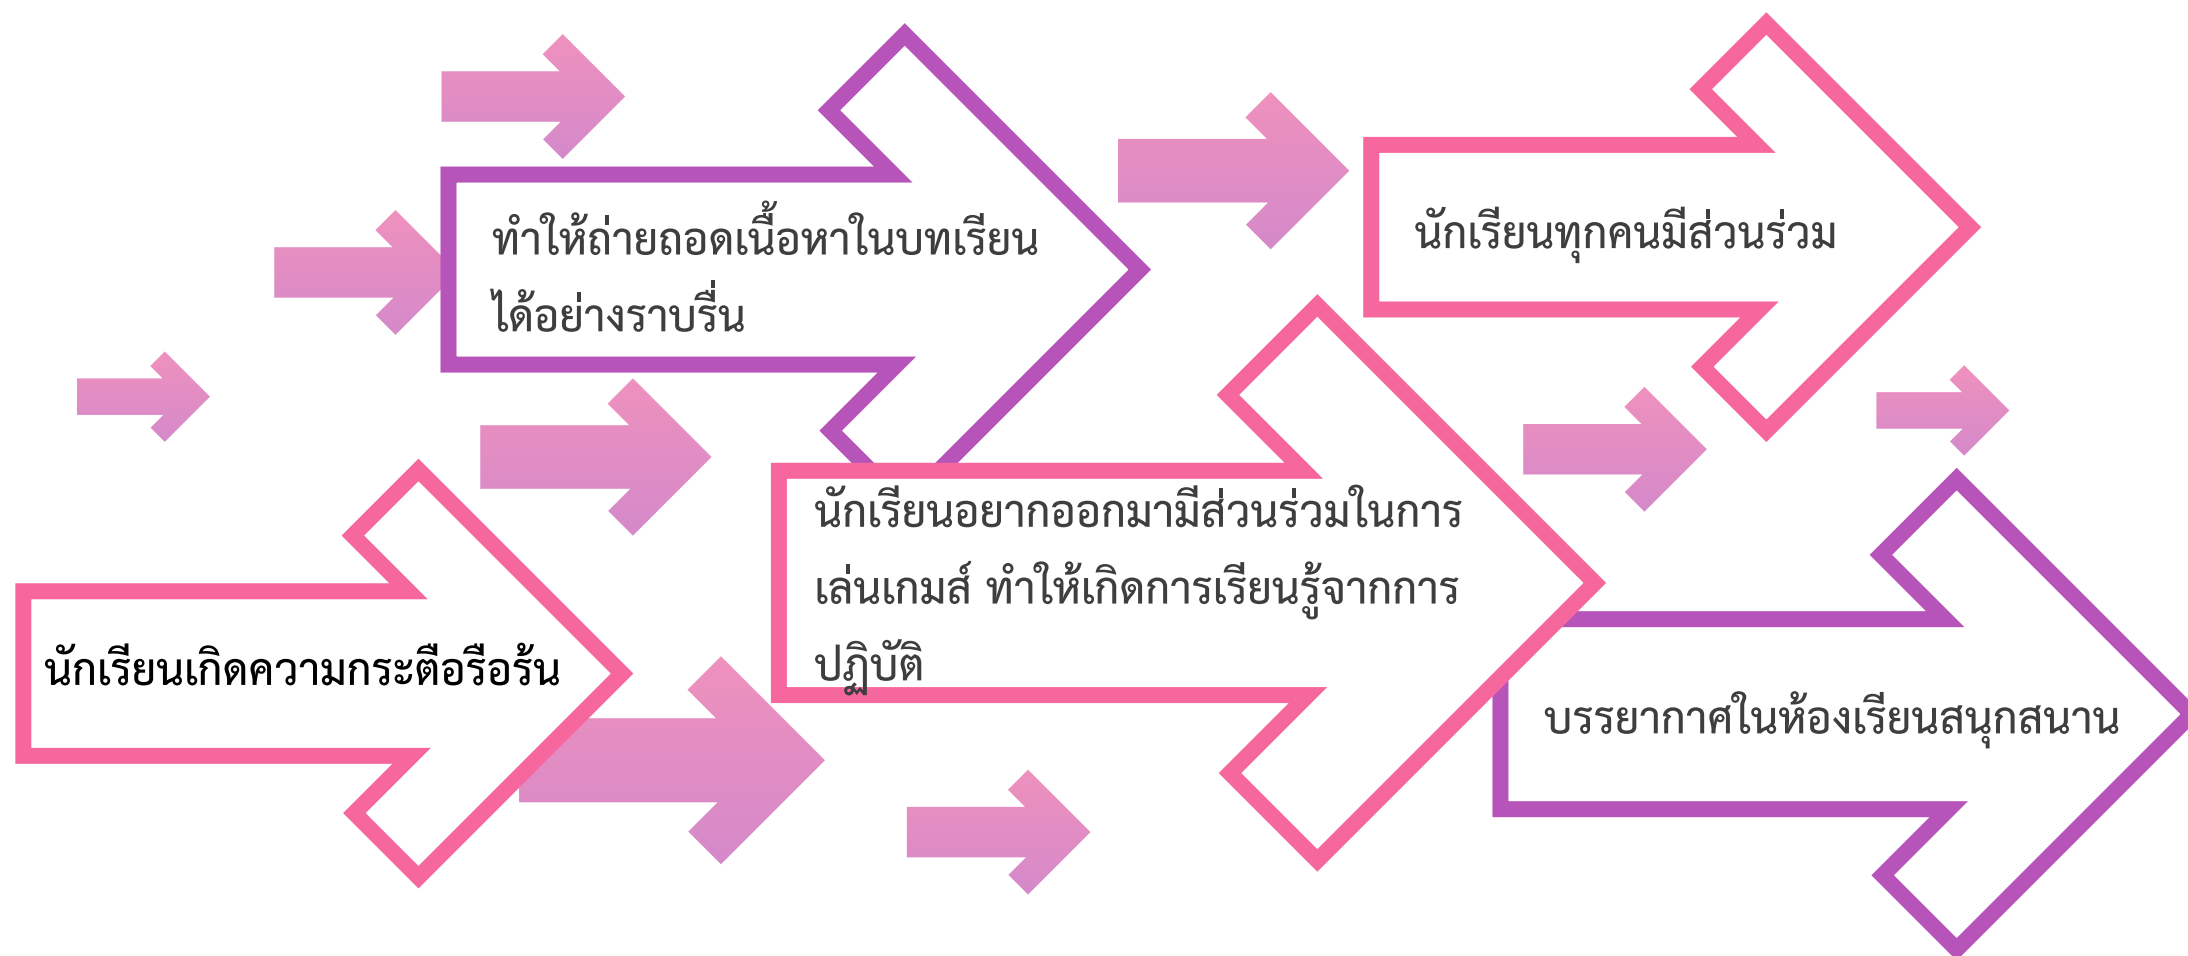 ทำให้ถ่ายถอดเนื้อหาในบทเรียน
ได้อย่างราบรื่น
นักเรียนทุกคนมีส่วนร่วม
นักเรียนอยากออกมามีส่วนร่วมในการ
เล่นเกมส์ ทำให้เกิดการเรียนรู้จากการ
ปฏิบัติ
นักเรียนเกิดความกระตือรือร้น
บรรยากาศในห้องเรียนสนุกสนาน